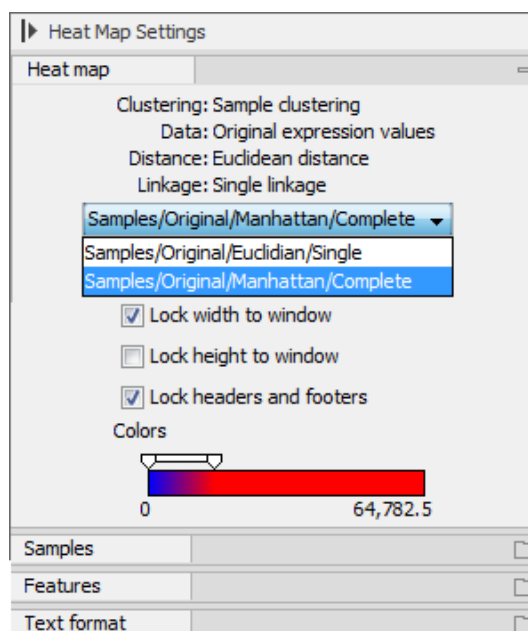 Heat Map Settings
Heat map
Clustering: Sample clustering
Data: Original expression values
Distance: Euclidean distance
Linkage: Single linkage
Samples/Original/Manhattan/Complete
Samples/Original/Euclidian/Single
Samples/Original/Manhattan/Complete
Lock width to window
Lock height to window
Lock headers and footers
Colors
0 64,782.5
Samples
Features
Text format